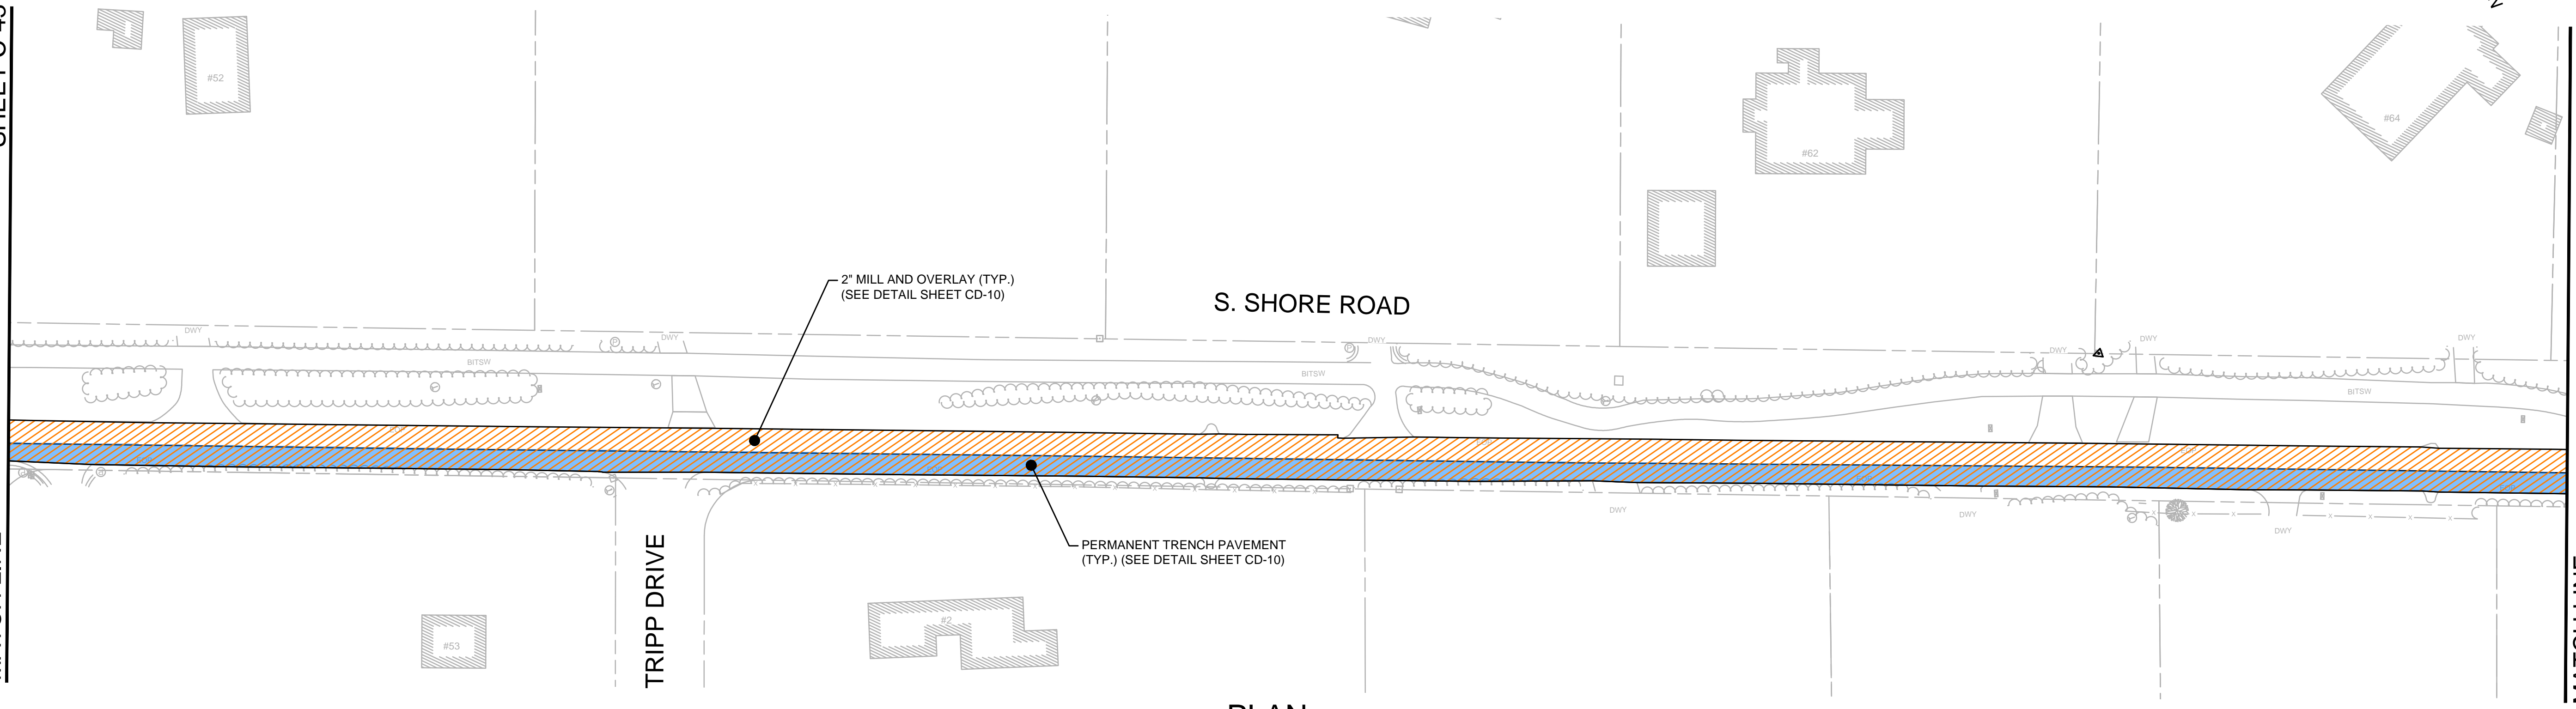 #52
#62
#64
2" MILL AND OVERLAY (TYP.)
(SEE DETAIL SHEET CD-10)
S. SHORE ROAD
DWY
DWY
DWY
DWY
DWY
DWY
BITSW
BITSW
BITSW
EOP
EOP
DWY
DWY
DWY
PERMANENT TRENCH PAVEMENT
(TYP.) (SEE DETAIL SHEET CD-10)
TRIPP DRIVE
#53
#2